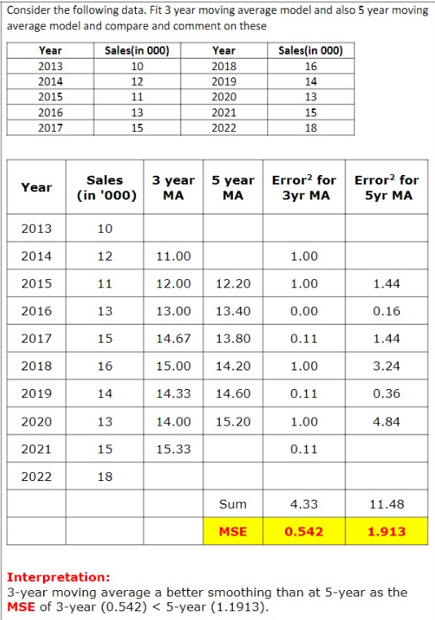 Consider the following data. Fit 3 year moving average model and also 5 year moving
average model and compare and comment on these
Year Sales(in 000) Year Sales(in 000)
2013 10 2018 16
2014 12 2019 14
2015 11 2020 13
2016 13 2021 15
2017 15 2022 18
Year Sales (in '000) 3 year MA 5 year MA Error² for 3yr MA Error² for 5yr MA
2013 10
2014 12 11.00 1.00
2015 11 12.00 12.20 1.00 1.44
2016 13 13.00 13.40 0.00 0.16
2017 15 14.67 13.80 0.11 1.44
2018 16 15.00 14.20 1.00 3.24
2019 14 14.33 14.60 0.11 0.36
2020 13 14.00 15.20 1.00 4.84
2021 15 15.33 0.11
2022 18
Sum 4.33 11.48
MSE 0.542 1.913
Interpretation:
3-year moving average a better smoothing than at 5-year as the
MSE of 3-year (0.542) < 5-year (1.1913).